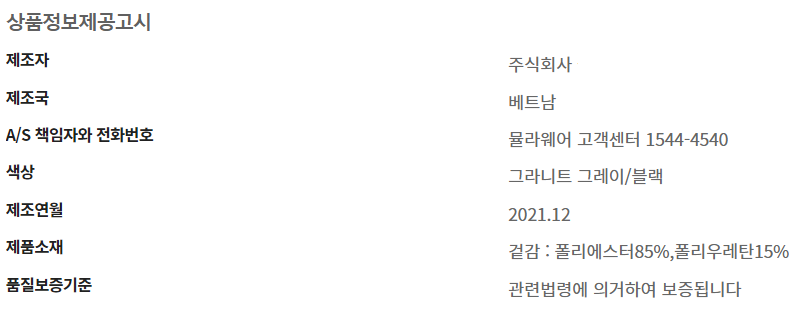 상품정보제공고시
제조자 주식회사
제조국 베트남
A/S 책임자와 전화번호 뮬라웨어 고객센터 1544-4540
색상 그라니트 그레이/블랙
제조연월 2021.12
제품소재 겉감 : 폴리에스터85%,폴리우레탄15%
품질보증기준 관련법령에 의거하여 보증됩니다